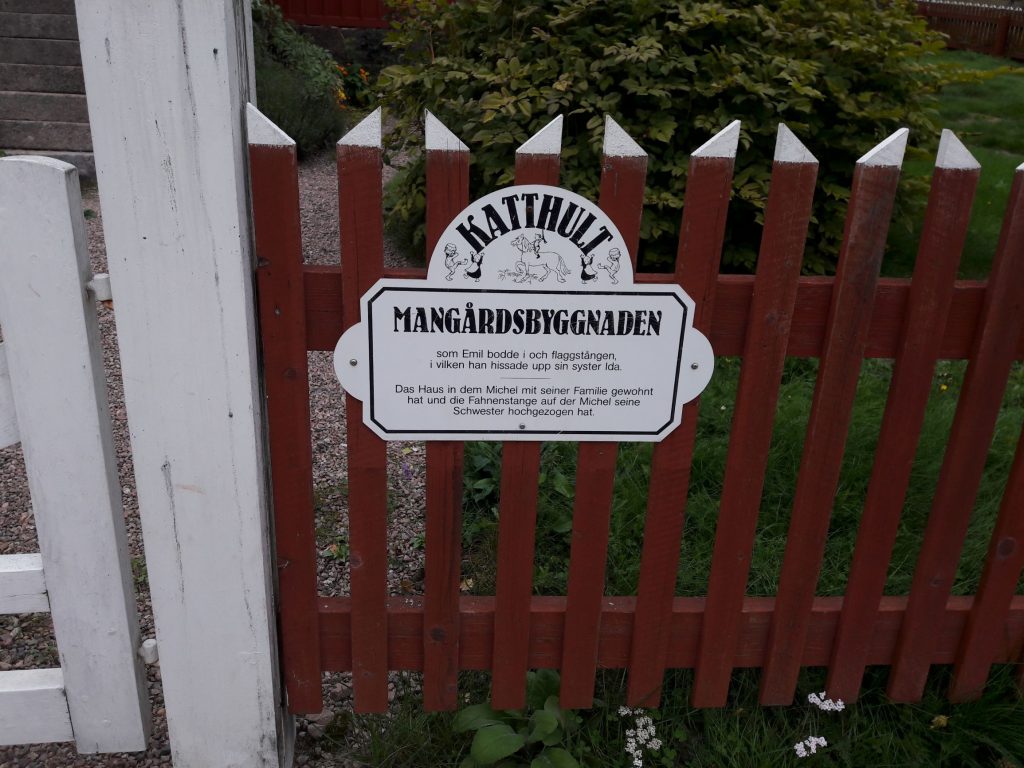 KATTHULT
MANGÅRDSBYGGNADEN
som Emil bodde i och flaggstången,
i vilken han hissade upp sin syster Ida.
Das Haus in dem Michel mit seiner Familie gewohnt
hat und die Fahnenstange auf der Michel seine
Schwester hochgezogen hat.